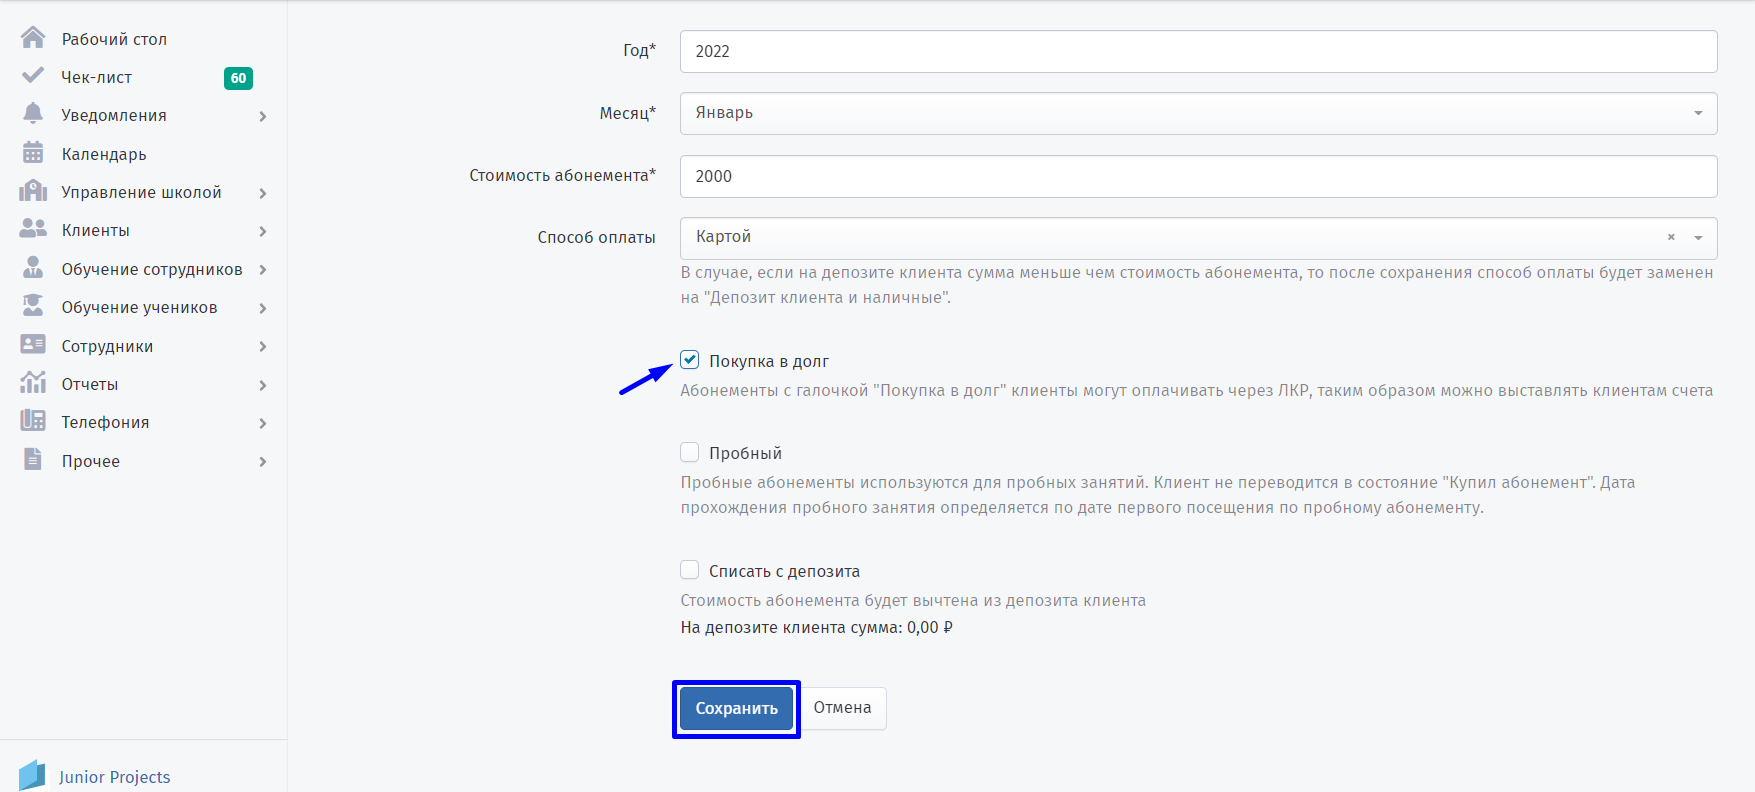 Рабочий стол
Чек-лист 60
Уведомления
Календарь
Управление школой
Клиенты
Обучение сотрудников
Обучение учеников
Сотрудники
Отчеты
Телефония
Прочее
Junior Projects
Год* 2022
Месяц* Январь
Стоимость абонемента* 2000
Способ оплаты Картой ×
В случае, если на депозите клиента сумма меньше чем стоимость абонемента, то после сохранения способ оплаты будет заменен
на "Депозит клиента и наличные".
Покупка в долг
Абонементы с галочкой "Покупка в долг" клиенты могут оплачивать через ЛКР, таким образом можно выставлять клиентам счета
Пробный
Пробные абонементы используются для пробных занятий. Клиент не переводится в состояние "Купил абонемент". Дата
прохождения пробного занятия определяется по дате первого посещения по пробному абонементу.
Списать с депозита
Стоимость абонемента будет вычтена из депозита клиента
На депозите клиента сумма: 0,00 ₽
Сохранить Отмена